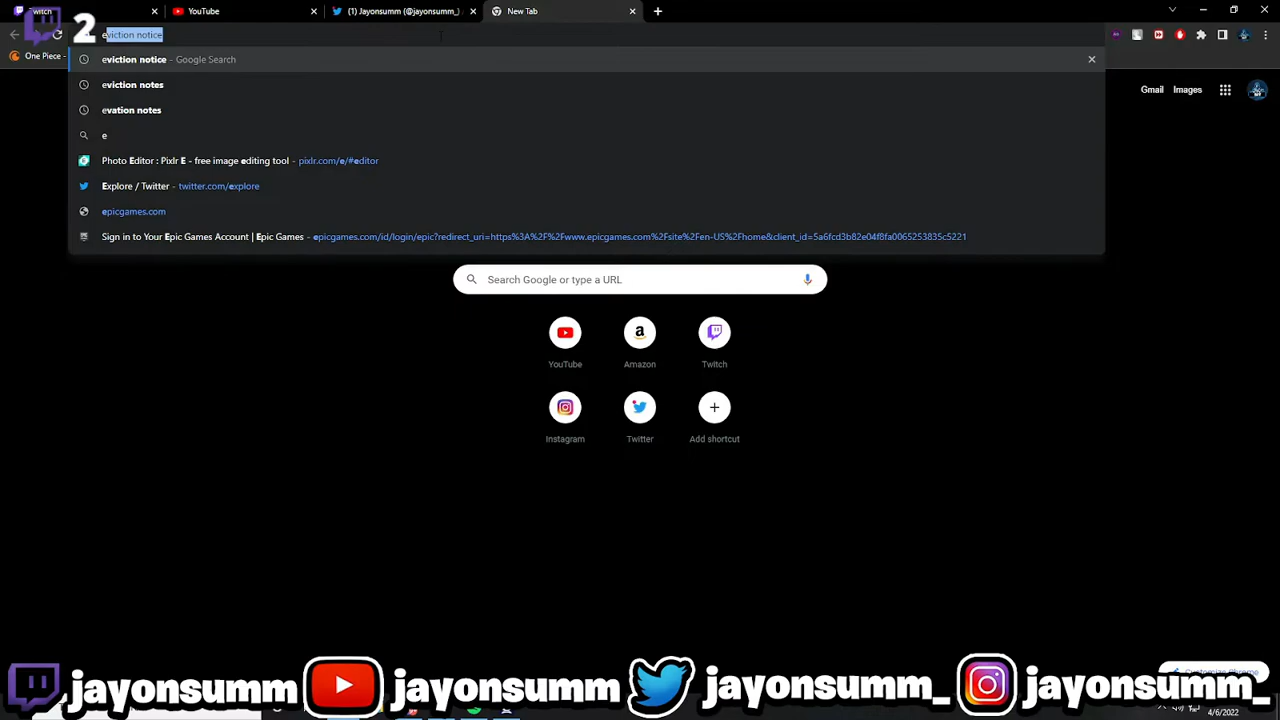 Twitch
YouTube
(1) Jayonsumm (@jayonsumm_)
New Tab
2
eviction notice
One Piece -
eviction notice - Google Search
eviction notes
evation notes
e
Photo Editor : Pixlr E - free image editing tool - pixlr.com/e/#editor
Explore / Twitter - twitter.com/explore
epicgames.com
Sign in to Your Epic Games Account | Epic Games - epicgames.com/id/login/epic?redirect_uri=https%3A%2F%2Fwww.epicgames.com%2Fsite%2Fen-US%2Fhome&client_id=5a6fcd3b82e04f8fa0065253835c5221
Gmail
Images
Search Google or type a URL
YouTube
Amazon
Twitch
Instagram
Twitter
Add shortcut
Customize Chrome
jayonsumm
jayonsumm
jayonsumm_
jayonsumm_
4/6/2022